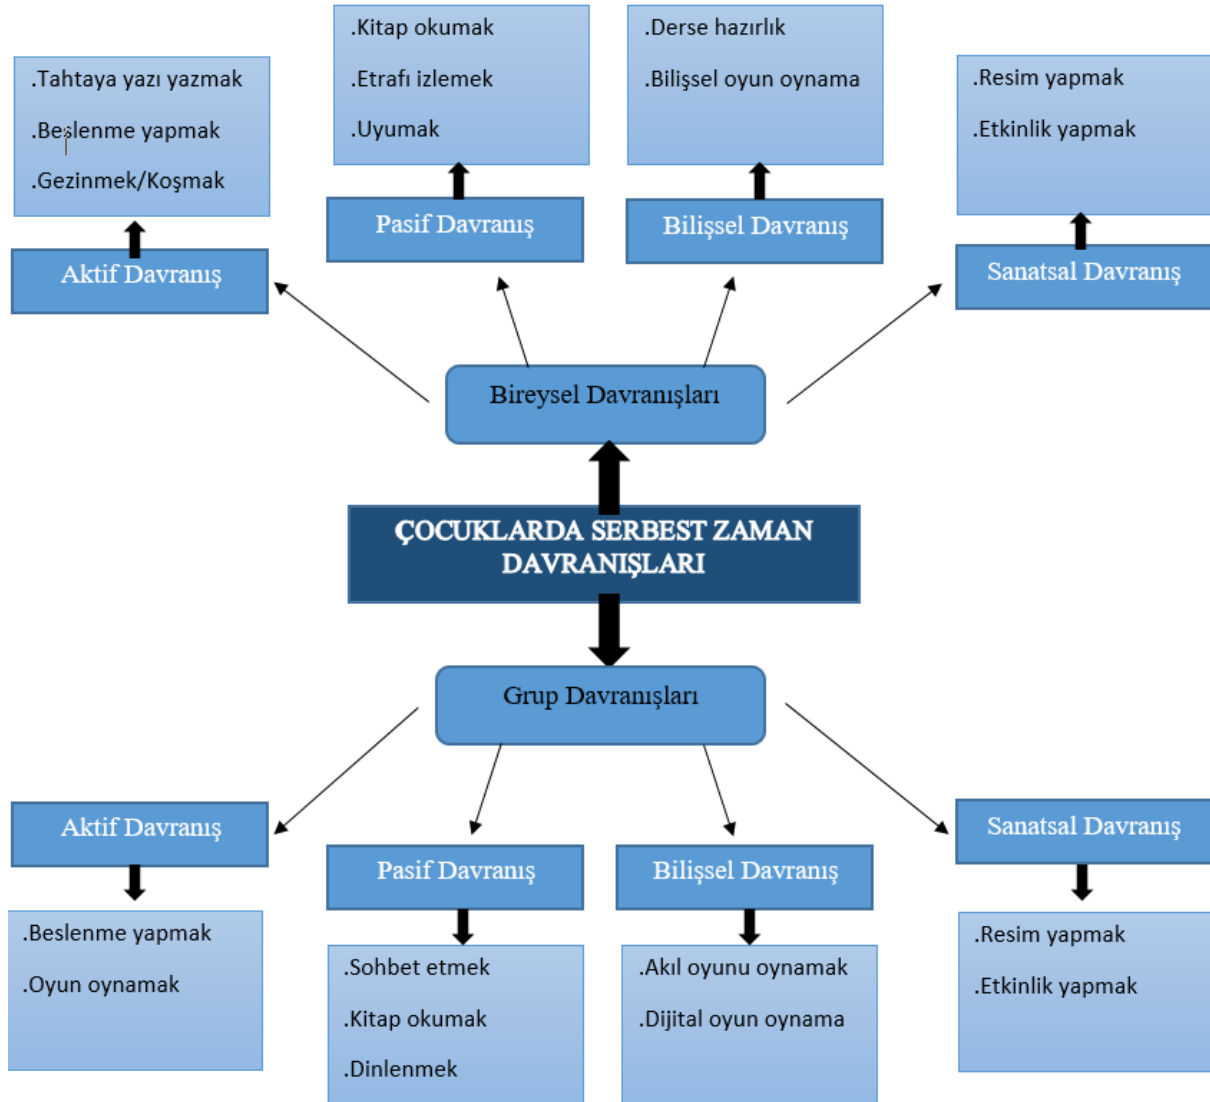 .Kitap okumak
.Etrafı izlemek
.Uyumak
.Derse hazırlık
.Bilişsel oyun oynama
.Tahtaya yazı yazmak
.Beslenme yapmak
.Gezinmek/Koşmak
.Resim yapmak
.Etkinlik yapmak
Aktif Davranış
Pasif Davranış
Bilişsel Davranış
Sanatsal Davranış
Bireysel Davranışları
ÇOCUKLARDA SERBEST ZAMAN
DAVRANIŞLARI
Grup Davranışları
Aktif Davranış
Pasif Davranış
Bilişsel Davranış
Sanatsal Davranış
.Beslenme yapmak
.Oyun oynamak
.Sohbet etmek
.Kitap okumak
.Dinlenmek
.Akıl oyunu oynamak
.Dijital oyun oynama
.Resim yapmak
.Etkinlik yapmak